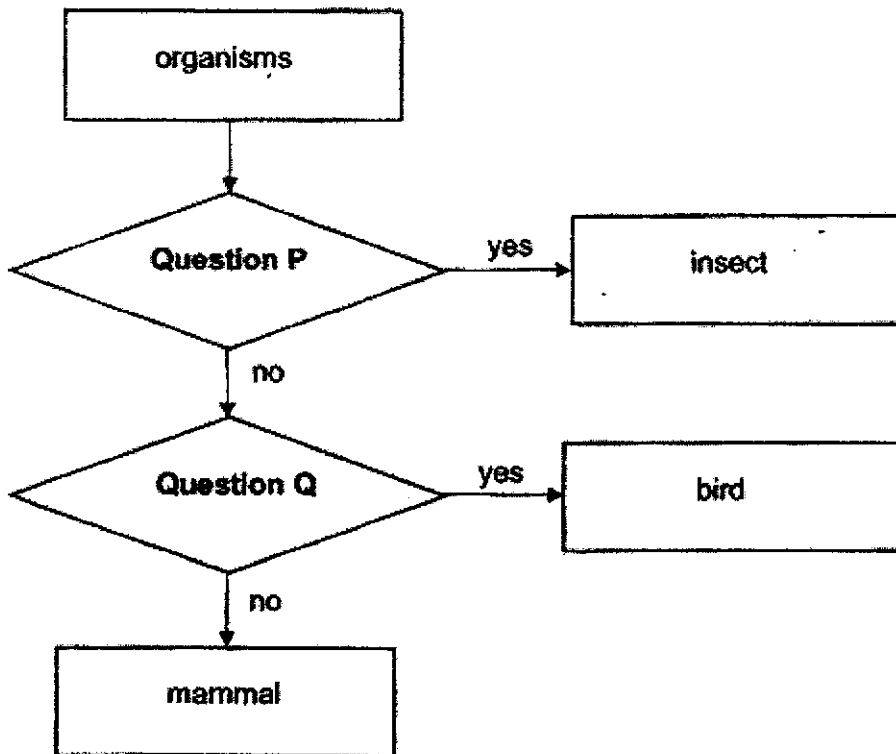 organisms
Question P
yes
insect
no
Question Q
yes
bird
no
mammal